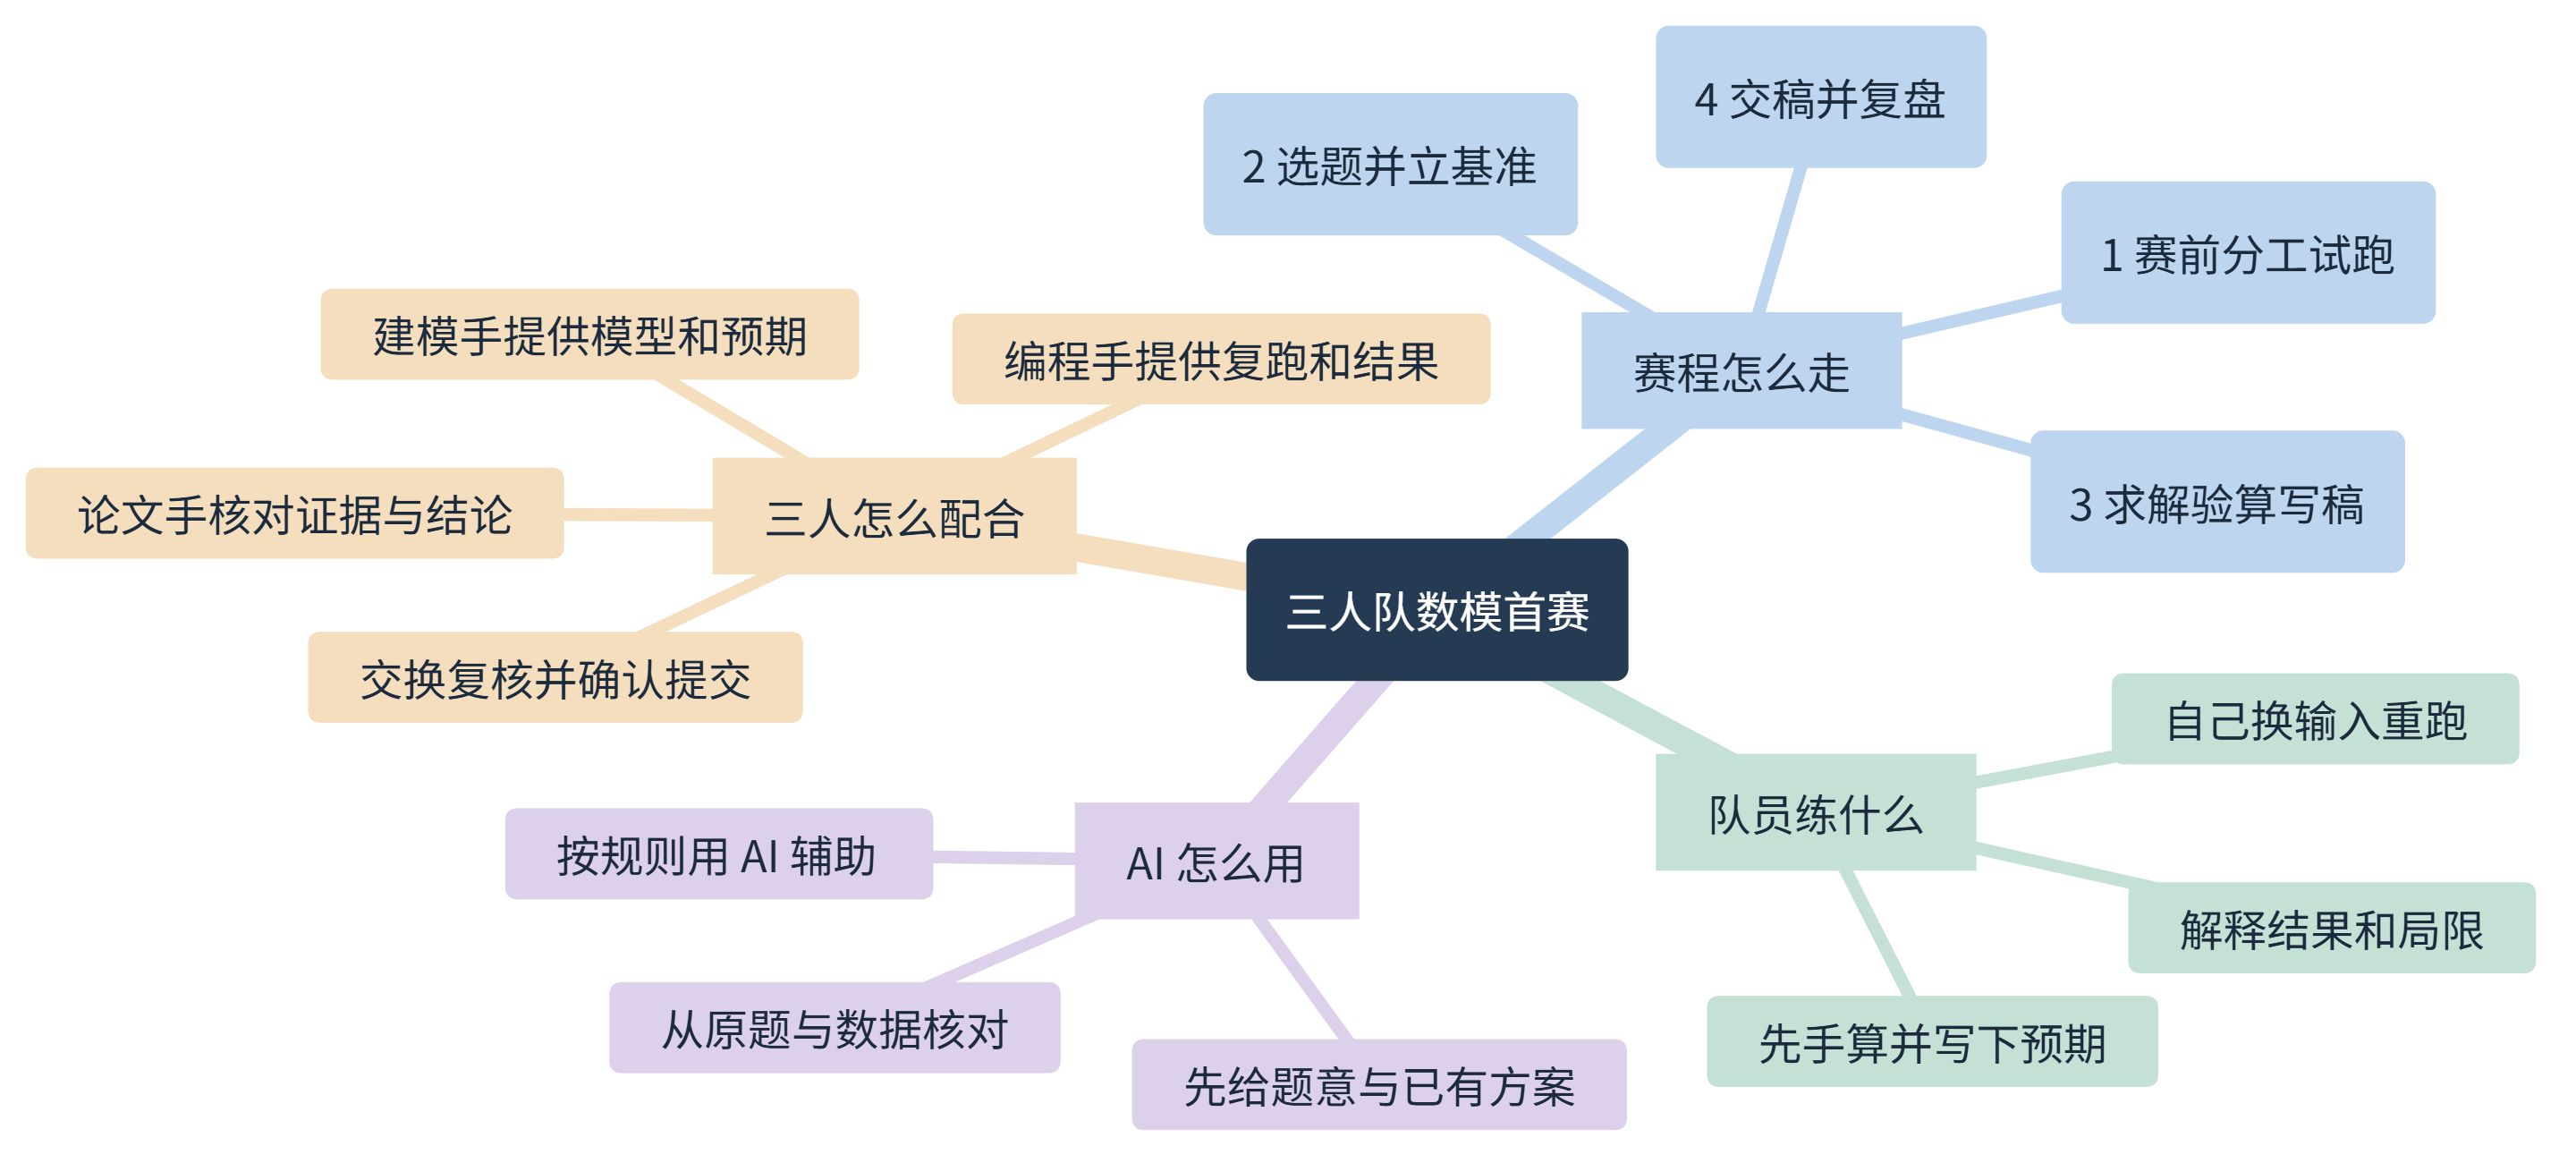 三人队数模首赛
赛程怎么走
1 赛前分工试跑
2 选题并立基准
3 求解验算写稿
4 交稿并复盘
三人怎么配合
建模手提供模型和预期
编程手提供复跑和结果
论文手核对证据与结论
交换复核并确认提交
AI 怎么用
按规则用 AI 辅助
从原题与数据核对
先给题意与已有方案
队员练什么
自己换输入重跑
解释结果和局限
先手算并写下预期